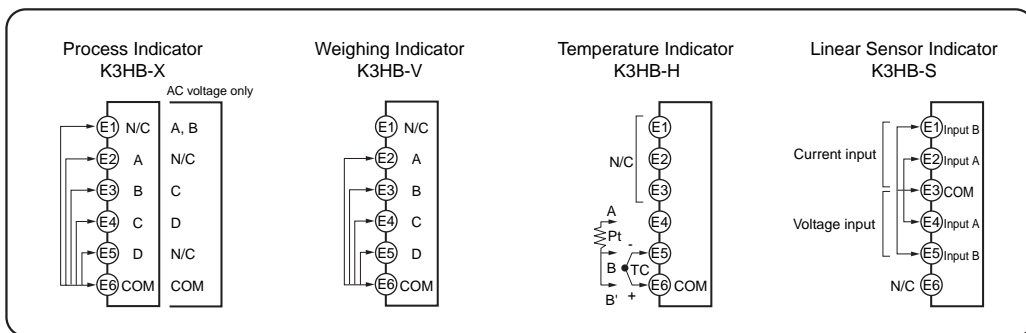 Process Indicator
K3HB-X
AC voltage only
E1 N/C A, B
E2 A N/C
E3 B C
E4 C D
E5 D N/C
E6 COM COM
Weighing Indicator
K3HB-V
E1 N/C
E2 A
E3 B
E4 C
E5 D
E6 COM
Temperature Indicator
K3HB-H
E1
N/C E2
E3
A E4
Pt
- E5
B TC
B' + E6 COM
Linear Sensor Indicator
K3HB-S
E1 Input B
Current input E2 Input A
E3 COM
Voltage input E4 Input A
E5 Input B
N/C E6